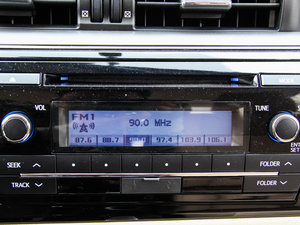 MODE
VOL
TUNE
FM1
90.0 MHz
87.6 88.7 97.4 103.9 106.1
SEEK
FOLDER
TRACK
FOLDER